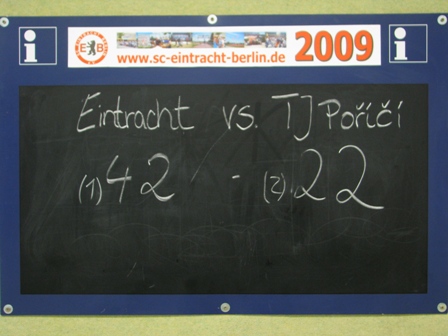 i E B www.sc-eintracht-berlin.de 2009 i
Eintracht vs. TJ Poříčí
(1) 42 - (2) 22